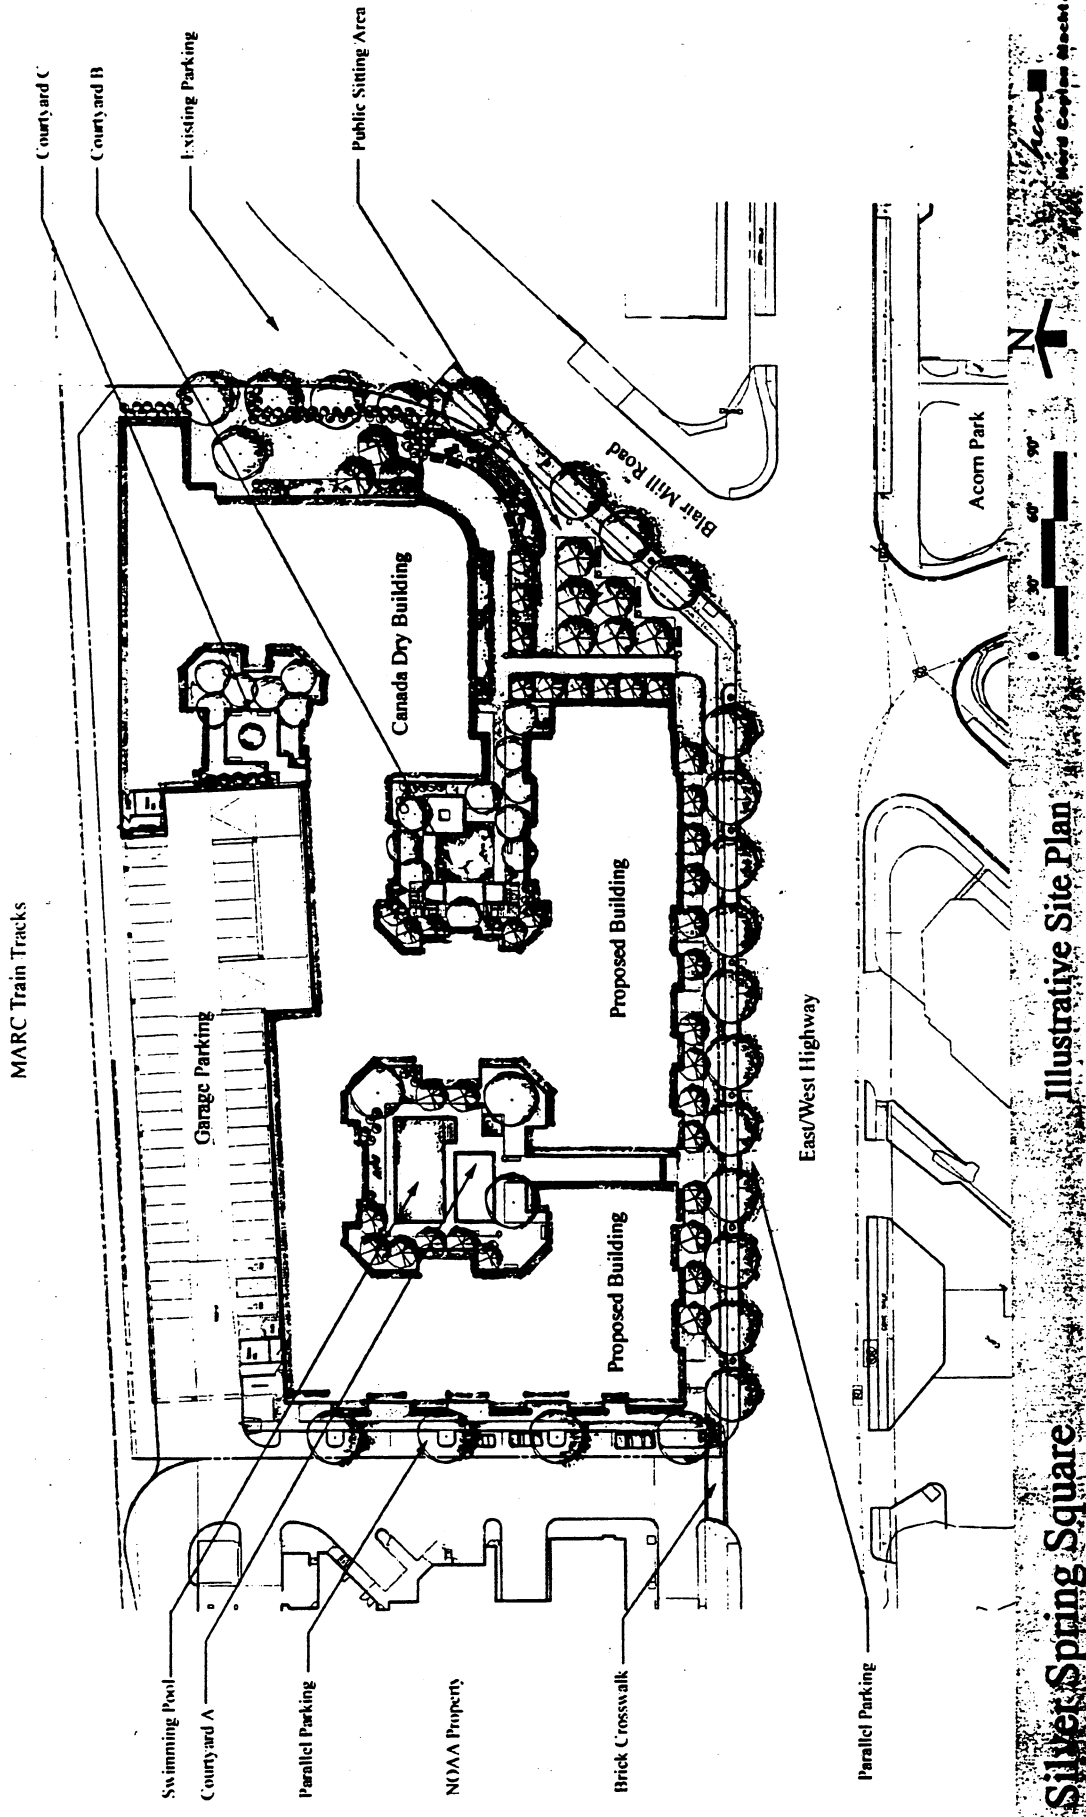 MARC Train Tracks
Courtyard C
Courtyard B
Existing Parking
Public Sitting Area
Garage Parking
Canada Dry Building
Proposed Building
Proposed Building
Blair Mill Road
East/West Highway
Acorn Park
Swimming Pool
Courtyard A
Parallel Parking
NOAA Property
Brick Crosswalk
Parallel Parking
N
0 30' 60' 90'
Silver Spring Square
Illustrative Site Plan